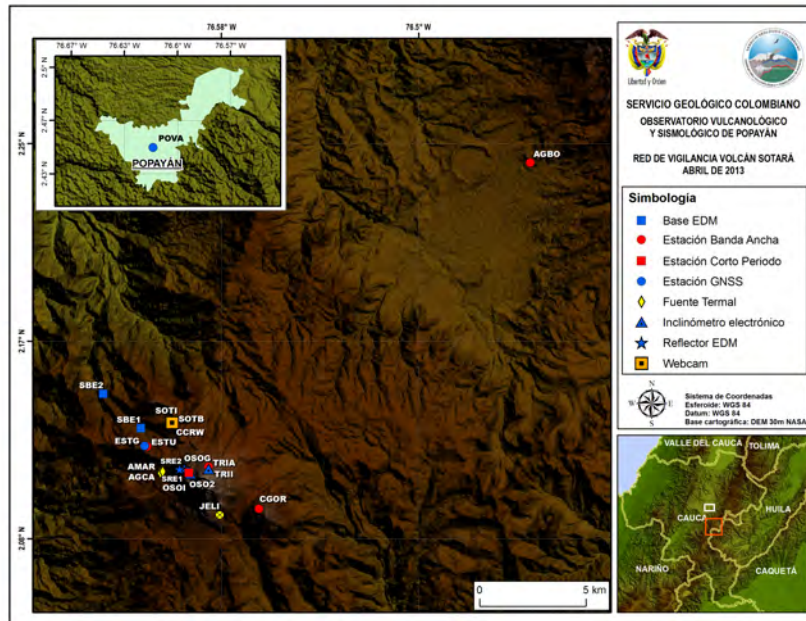 76.58° W
76.5° W
76.67° W
76.63° W
76.6° W
76.57° W
2.5° N
2.47° N
2.43° N
POVA
POPAYÁN
2.25° N
2.17° N
2.08° N
AGBO
SBE2
SBE1
SOTI
SOTB
CCRW
ESTG
ESTU
AMAR
AGCA
SRE2
SRE1
OSOG
OSOI
OSO2
TRIA
TRII
JELI
CGOR
0
5 km
Libertad y Orden
SERVICIO GEOLÓGICO COLOMBIANO
OBSERVATORIO VULCANOLÓGICO
Y SISMOLÓGICO DE POPAYÁN
RED DE VIGILANCIA VOLCÁN SOTARÁ
ABRIL DE 2013
Simbología
Base EDM
Estación Banda Ancha
Estación Corto Periodo
Estación GNSS
Fuente Termal
Inclinómetro electrónico
Reflector EDM
Webcam
N
W
E
S
Sistema de Coordenadas
Esferoide: WGS 84
Datum: WGS 84
Base cartográfica: DEM 30m NASA
VALLE DEL CAUCA
TOLIMA
HUILA
CAUCA
NARIÑO
CAQUETÁ